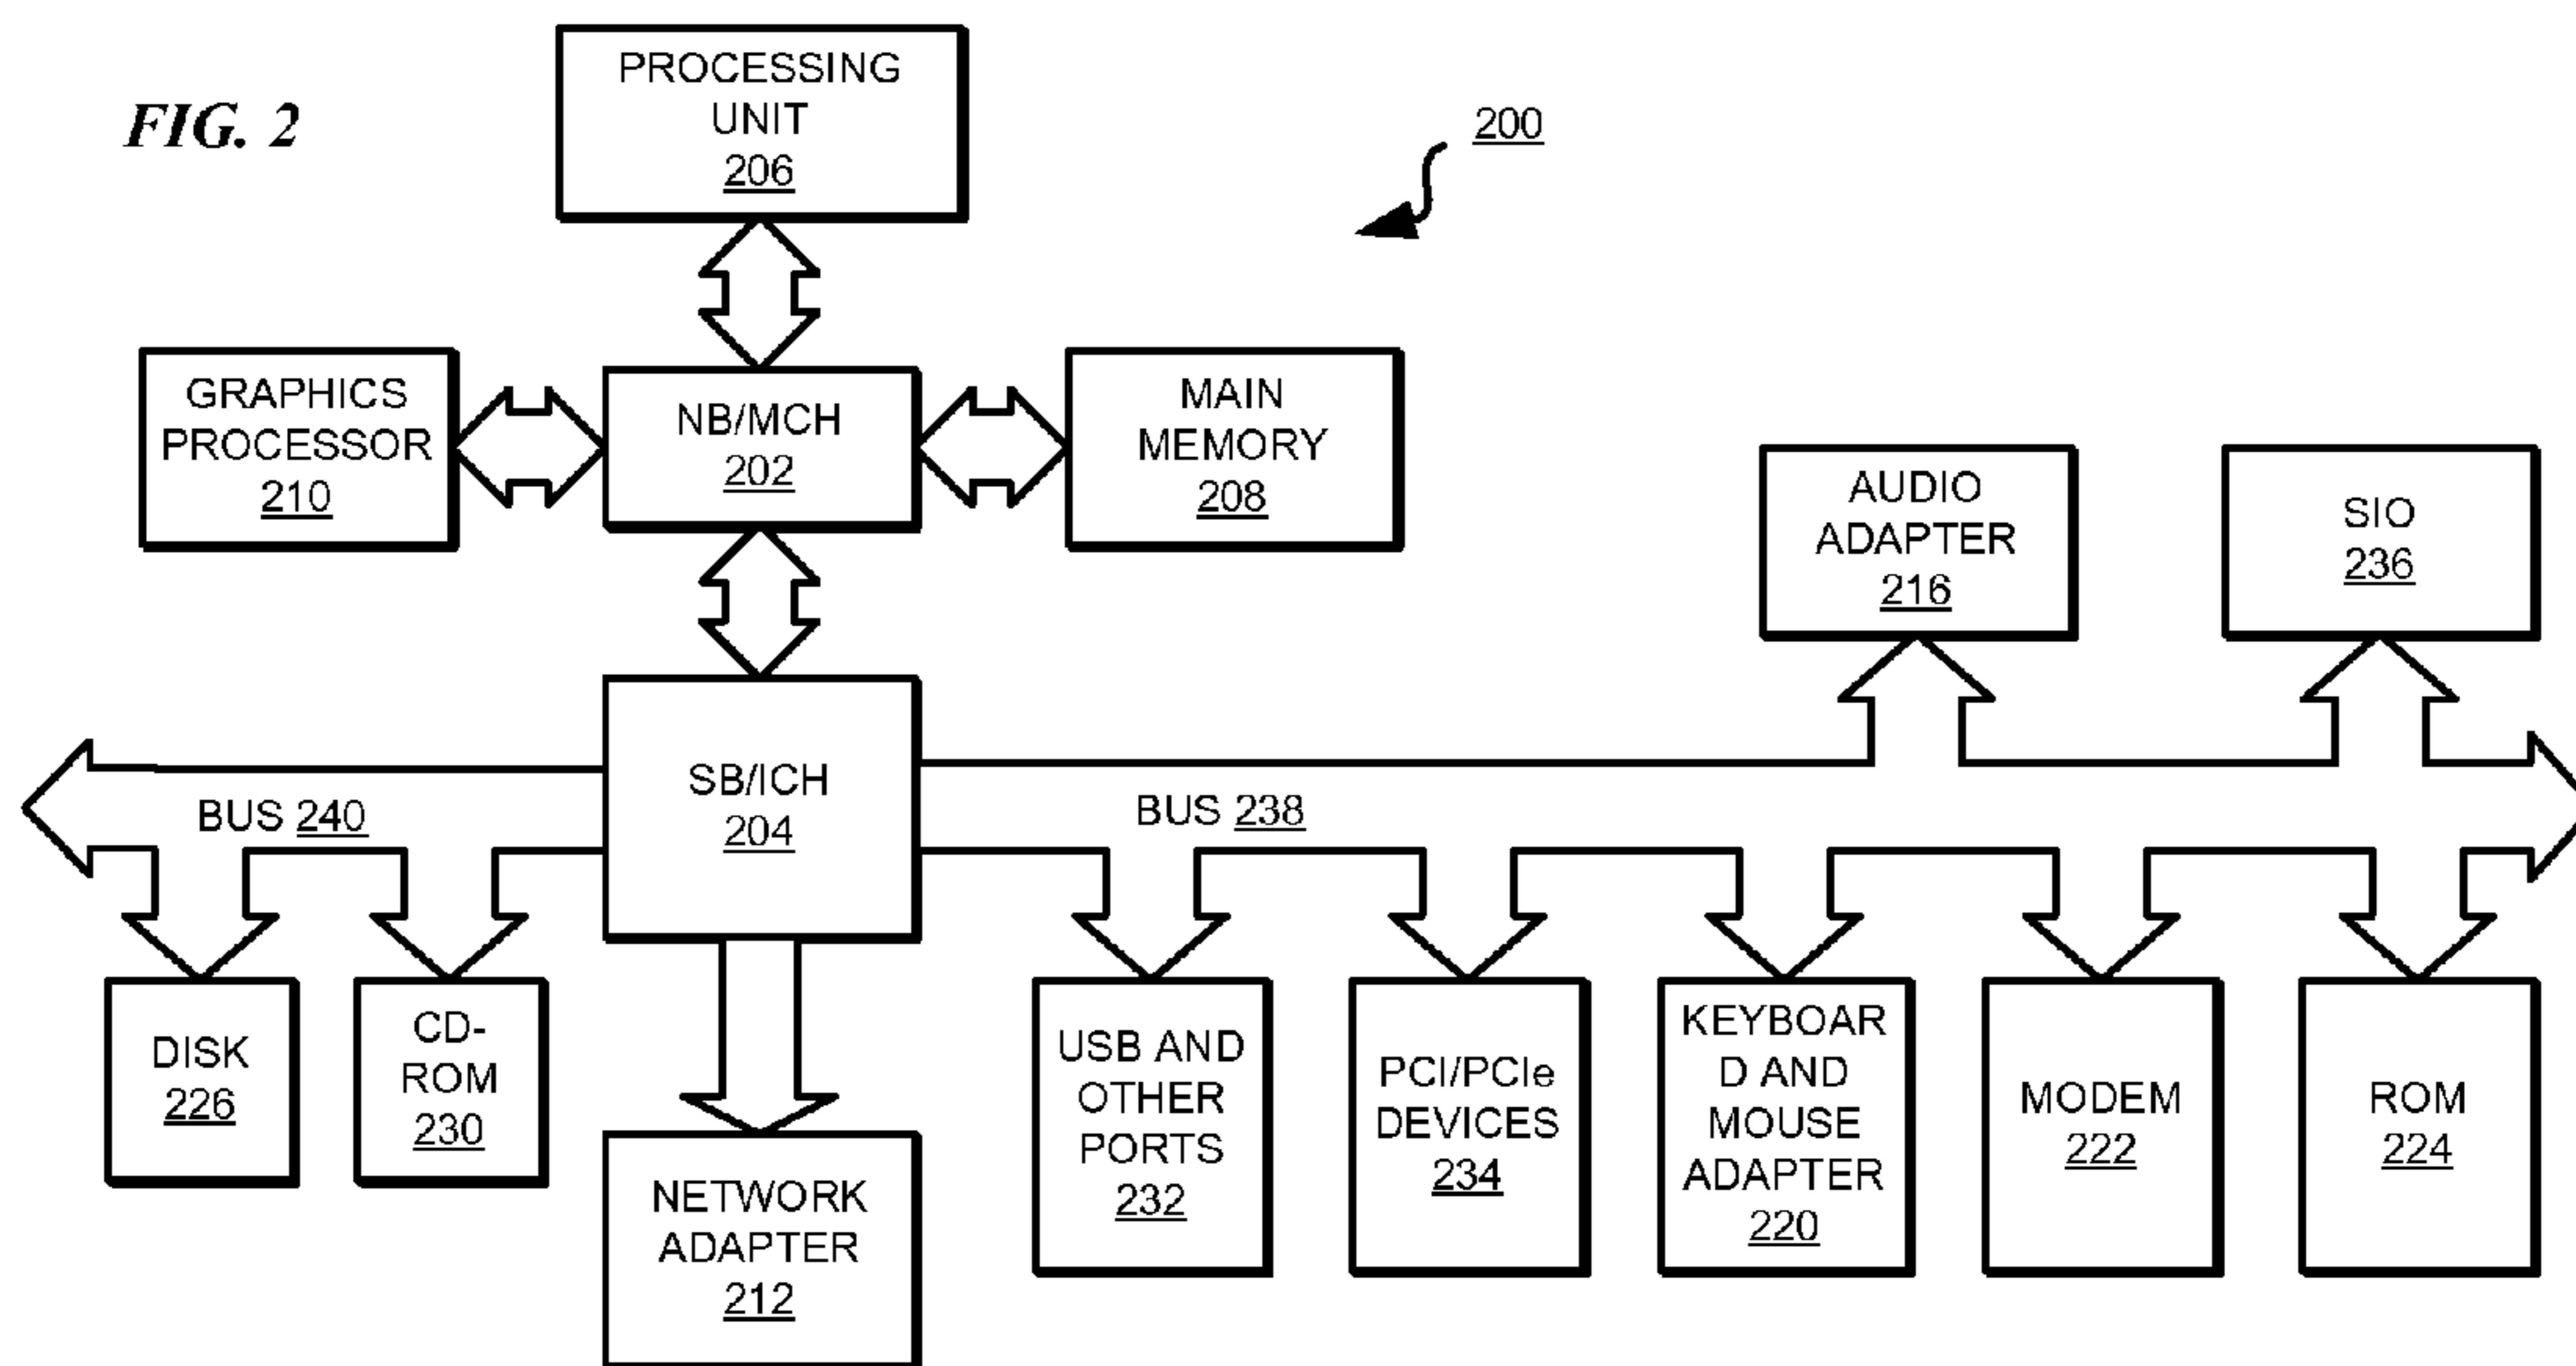 FIG. 2
PROCESSING
UNIT
206
200
GRAPHICS
PROCESSOR
210
NB/MCH
202
MAIN
MEMORY
208
AUDIO
ADAPTER
216
SIO
236
SB/ICH
204
BUS 240
BUS 238
DISK
226
CD-
ROM
230
NETWORK
ADAPTER
212
USB AND
OTHER
PORTS
232
PCI/PCIe
DEVICES
234
KEYBOAR
D AND
MOUSE
ADAPTER
220
MODEM
222
ROM
224